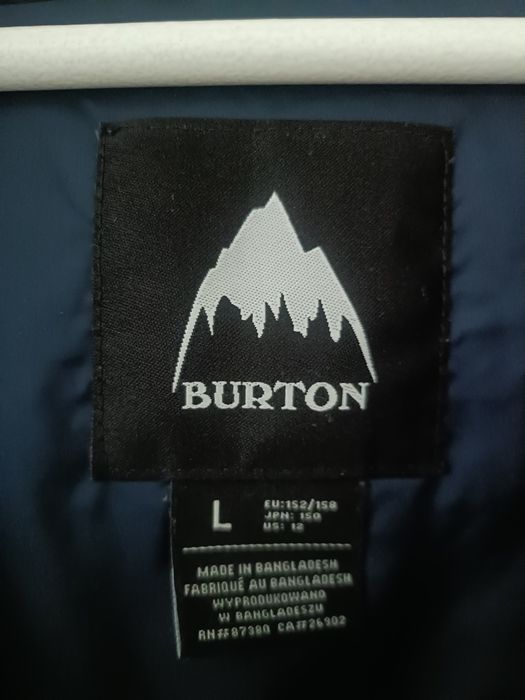 BURTON
L
EU:152/158
JPN: 150
US: 12
MADE IN BANGLADESH
FABRIQUÉ AU BANGLADESH
WYPRODUKOWANO
W BANGLADESZU
RN## 87380 CA## 26902